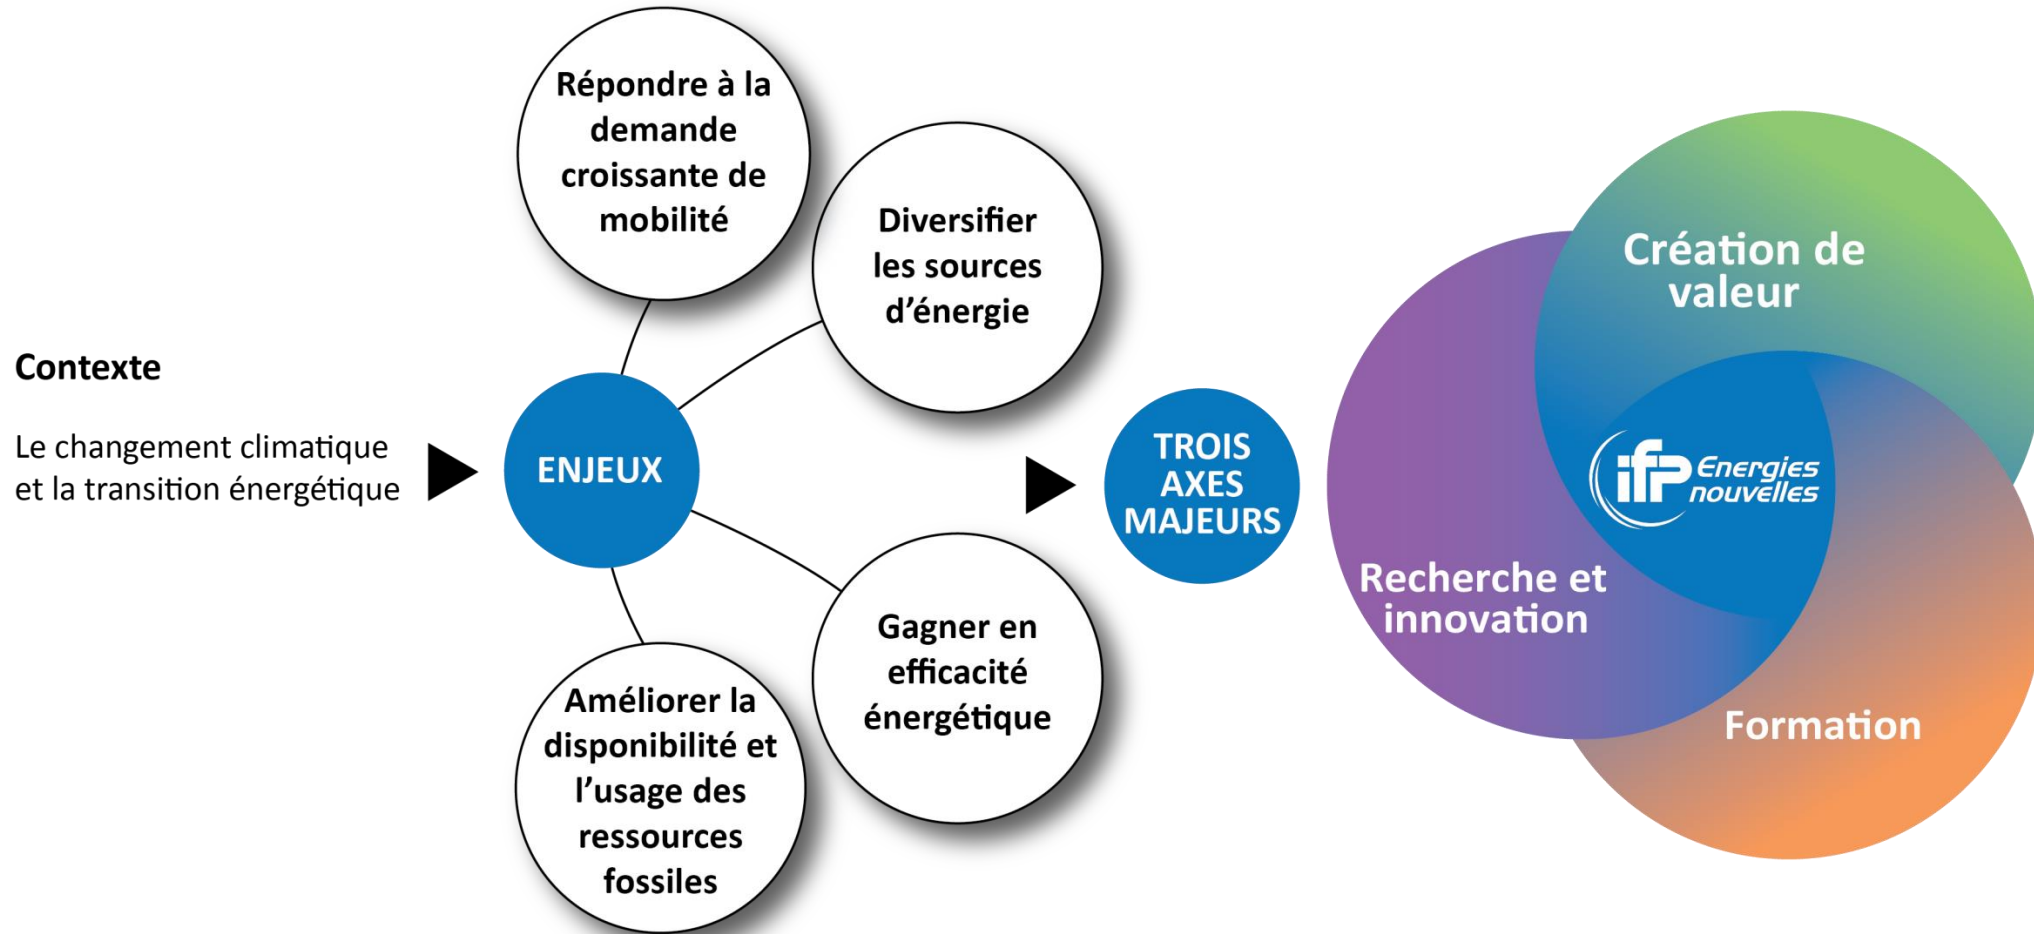 Contexte
Le changement climatique
et la transition énergétique
ENJEUX
Répondre à la
demande
croissante de
mobilité
Diversifier
les sources
d’énergie
Gagner en
efficacité
énergétique
Améliorer la
disponibilité et
l’usage des
ressources
fossiles
TROIS
AXES
MAJEURS
Création de
valeur
ifp Energies
nouvelles
Recherche et
innovation
Formation